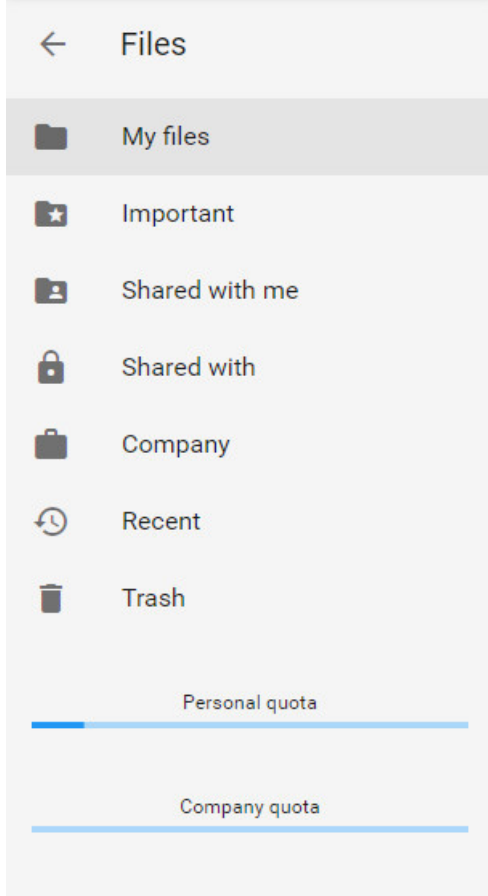 Files
My files
Important
Shared with me
Shared with
Company
Recent
Trash
Personal quota
Company quota